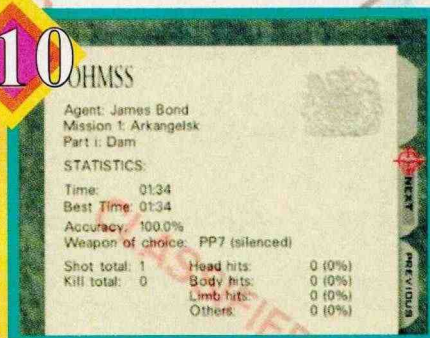 10
OHMSS
Agent: James Bond
Mission 1: Arkangelsk
Part i: Dam
STATISTICS:
Time: 01:34
Best Time: 01:34
Accuracy: 100.0%
Weapon of choice: PP7 (silenced)
Shot total: 1 Head hits: 0 (0%)
Kill total: 0 Body hits: 0 (0%)
Limb hits: 0 (0%)
Others: 0 (0%)
NEXT
PREVIOUS
CLASSIFIED